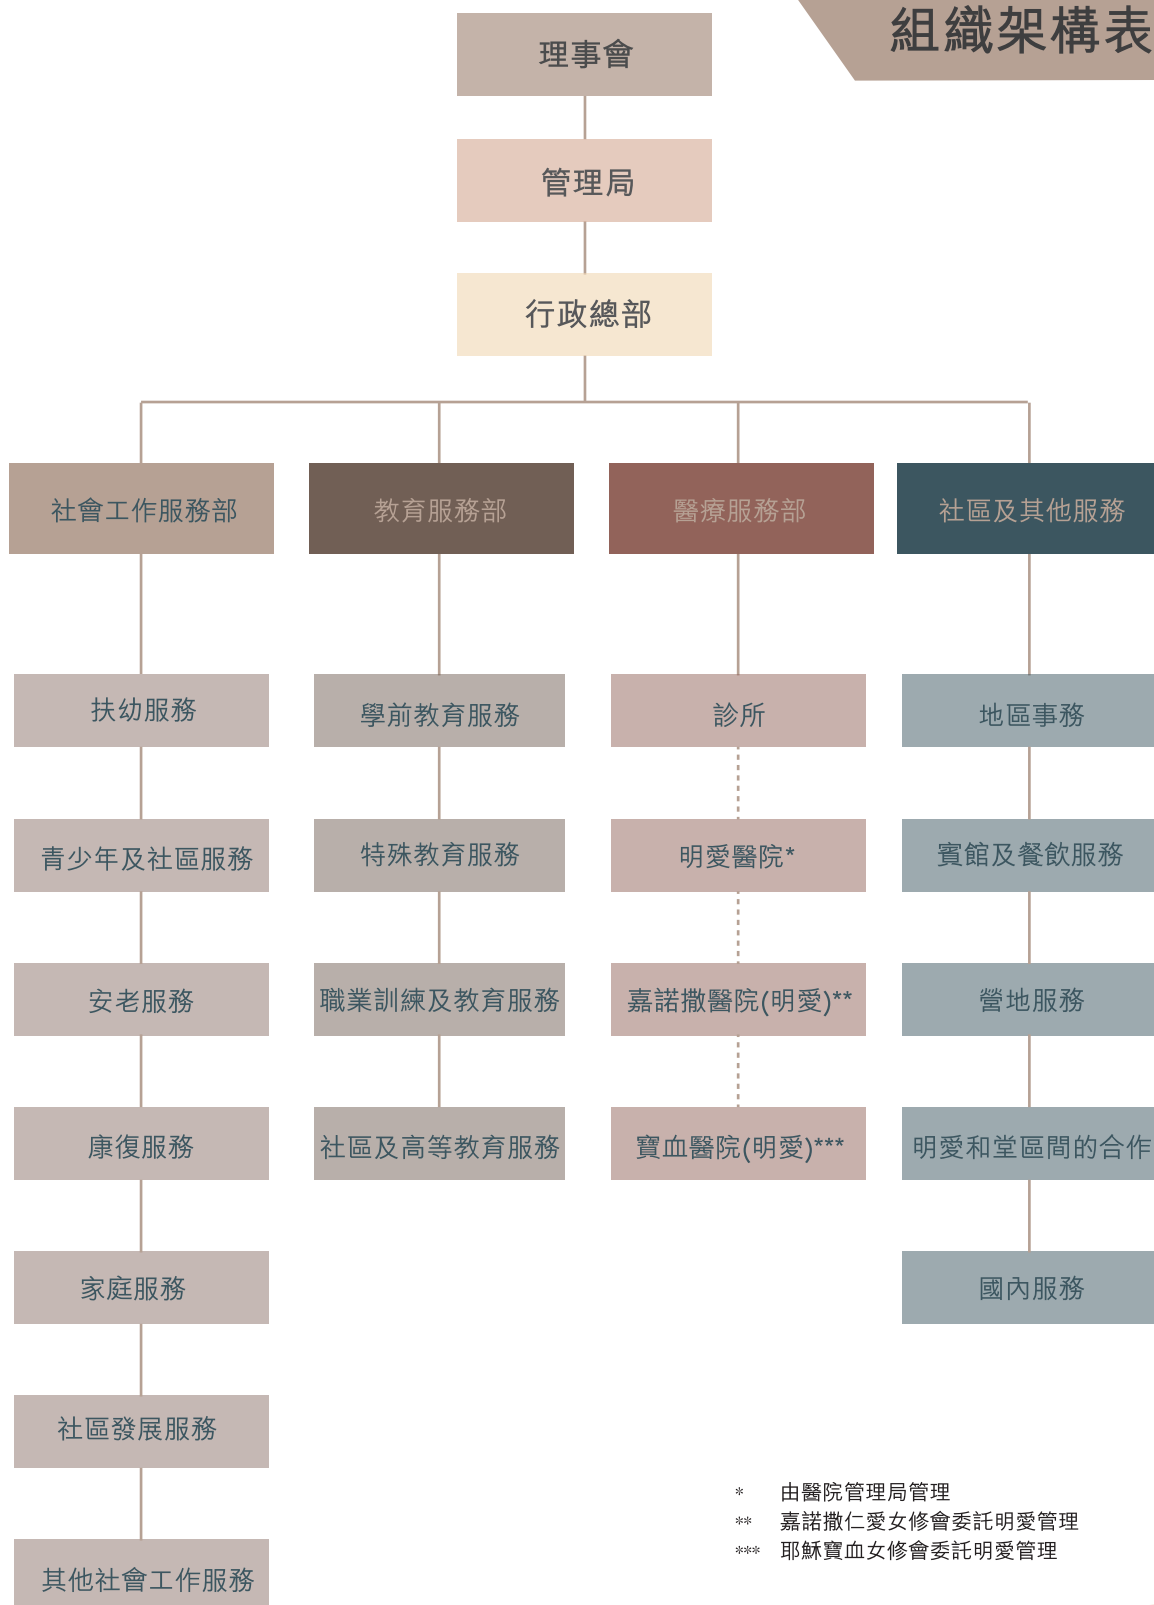 組織架構表
理事會
管理局
行政總部
社會工作服務部
教育服務部
醫療服務部
社區及其他服務
扶幼服務
青少年及社區服務
安老服務
康復服務
家庭服務
社區發展服務
其他社會工作服務
學前教育服務
特殊教育服務
職業訓練及教育服務
社區及高等教育服務
診所
明愛醫院*
嘉諾撒醫院(明愛)**
寶血醫院(明愛)***
地區事務
賓館及餐飲服務
營地服務
明愛和堂區間的合作
國內服務
* 由醫院管理局管理
** 嘉諾撒仁愛女修會委託明愛管理
*** 耶穌寶血女修會委託明愛管理